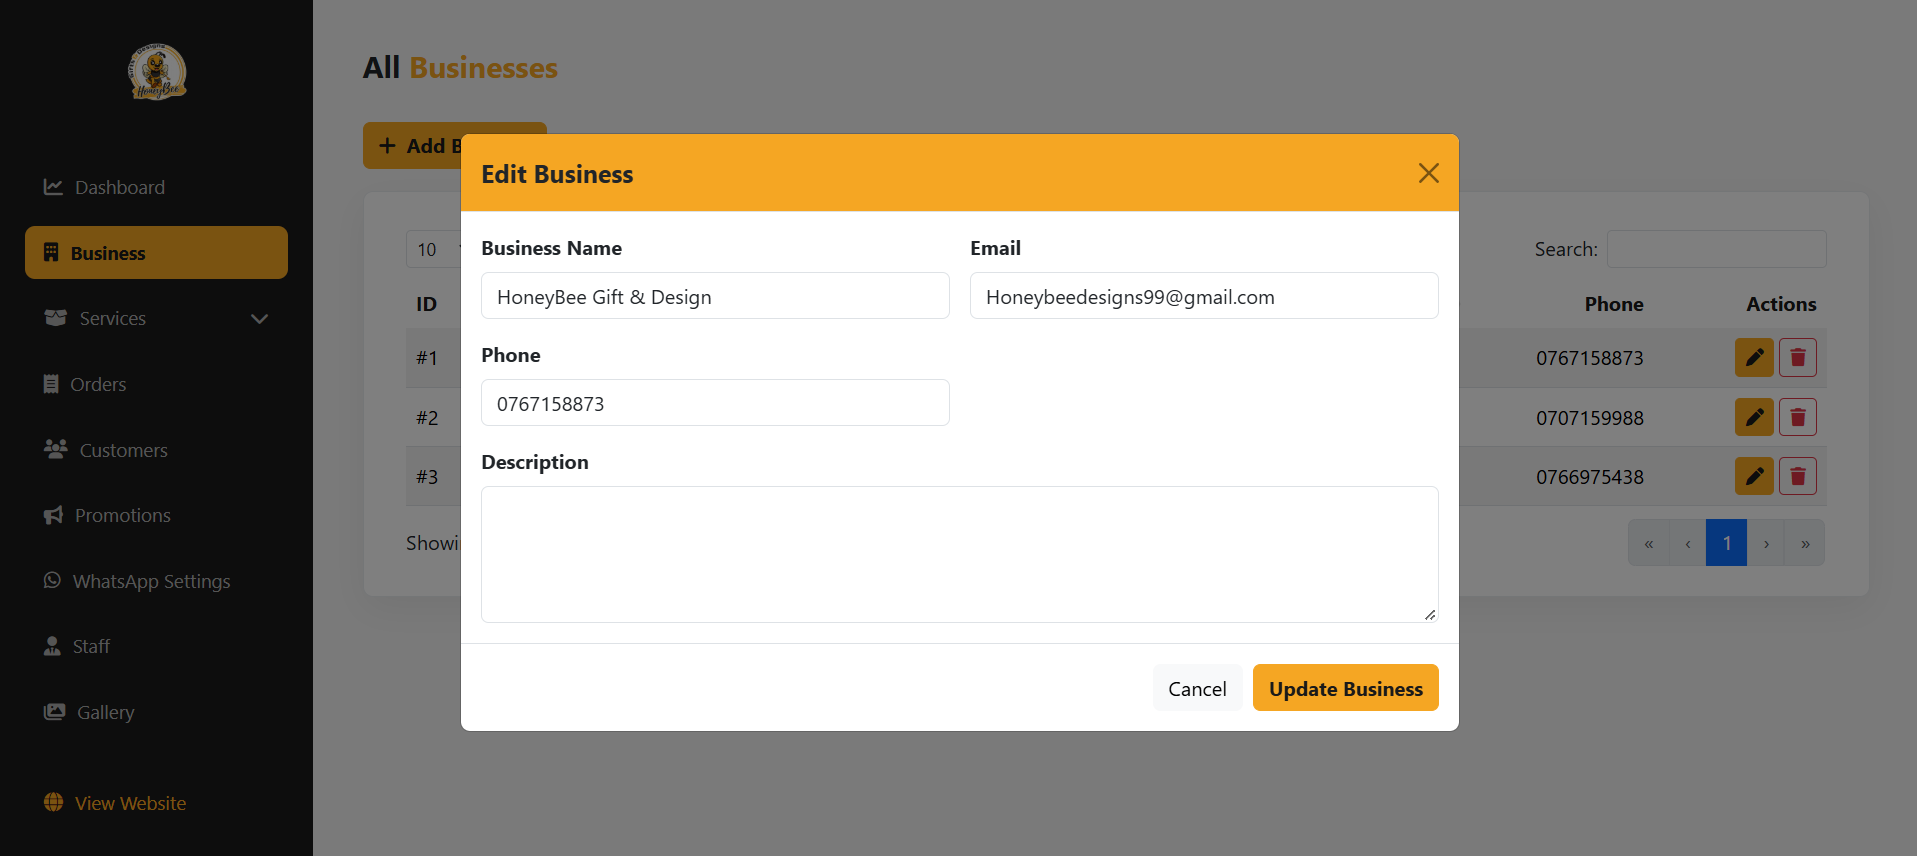 HoneyBee
Dashboard
Business
Services
Orders
Customers
Promotions
WhatsApp Settings
Staff
Gallery
View Website
All Businesses
+ Add B
10
Search:
ID
Phone
Actions
#1
0767158873
#2
0707159988
#3
0766975438
Showi
« ‹ 1 › »
Edit Business
Business Name
Email
HoneyBee Gift & Design
Honeybeedesigns99@gmail.com
Phone
0767158873
Description
Cancel
Update Business